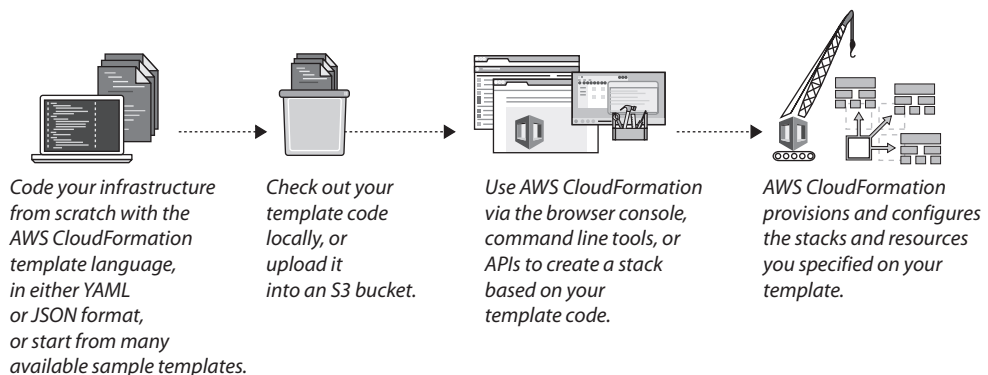 Code your infrastructure
from scratch with the
AWS CloudFormation
template language,
in either YAML
or JSON format,
or start from many
available sample templates.
Check out your
template code
locally, or
upload it
into an S3 bucket.
Use AWS CloudFormation
via the browser console,
command line tools, or
APIs to create a stack
based on your
template code.
AWS CloudFormation
provisions and configures
the stacks and resources
you specified on your
template.